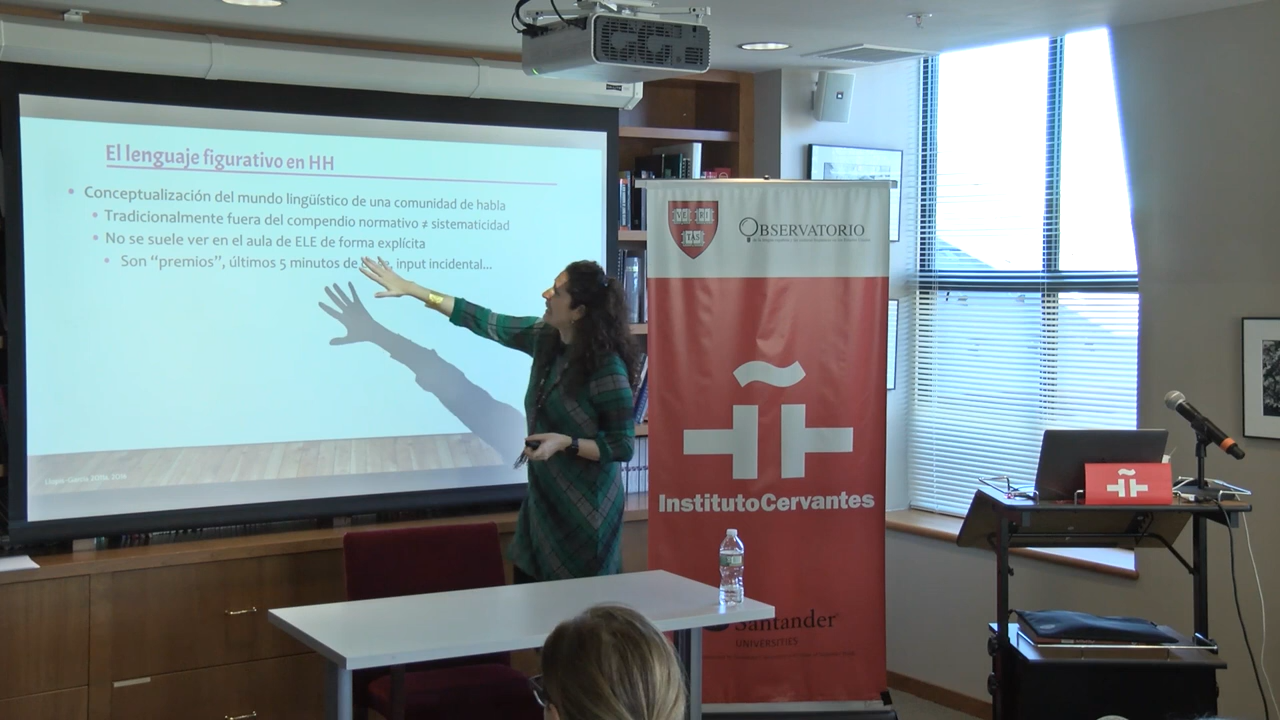 El lenguaje figurativo en HH
• Conceptualización del mundo lingüístico de una comunidad de habla
• Tradicionalmente fuera del compendio normativo ≠ sistematicidad
• No se suele ver en el aula de ELE de forma explícita
• Son “premios”, últimos 5 minutos de input incidental...
OBSERVATORIO
InstitutoCervantes
Santander
UNIVERSITIES